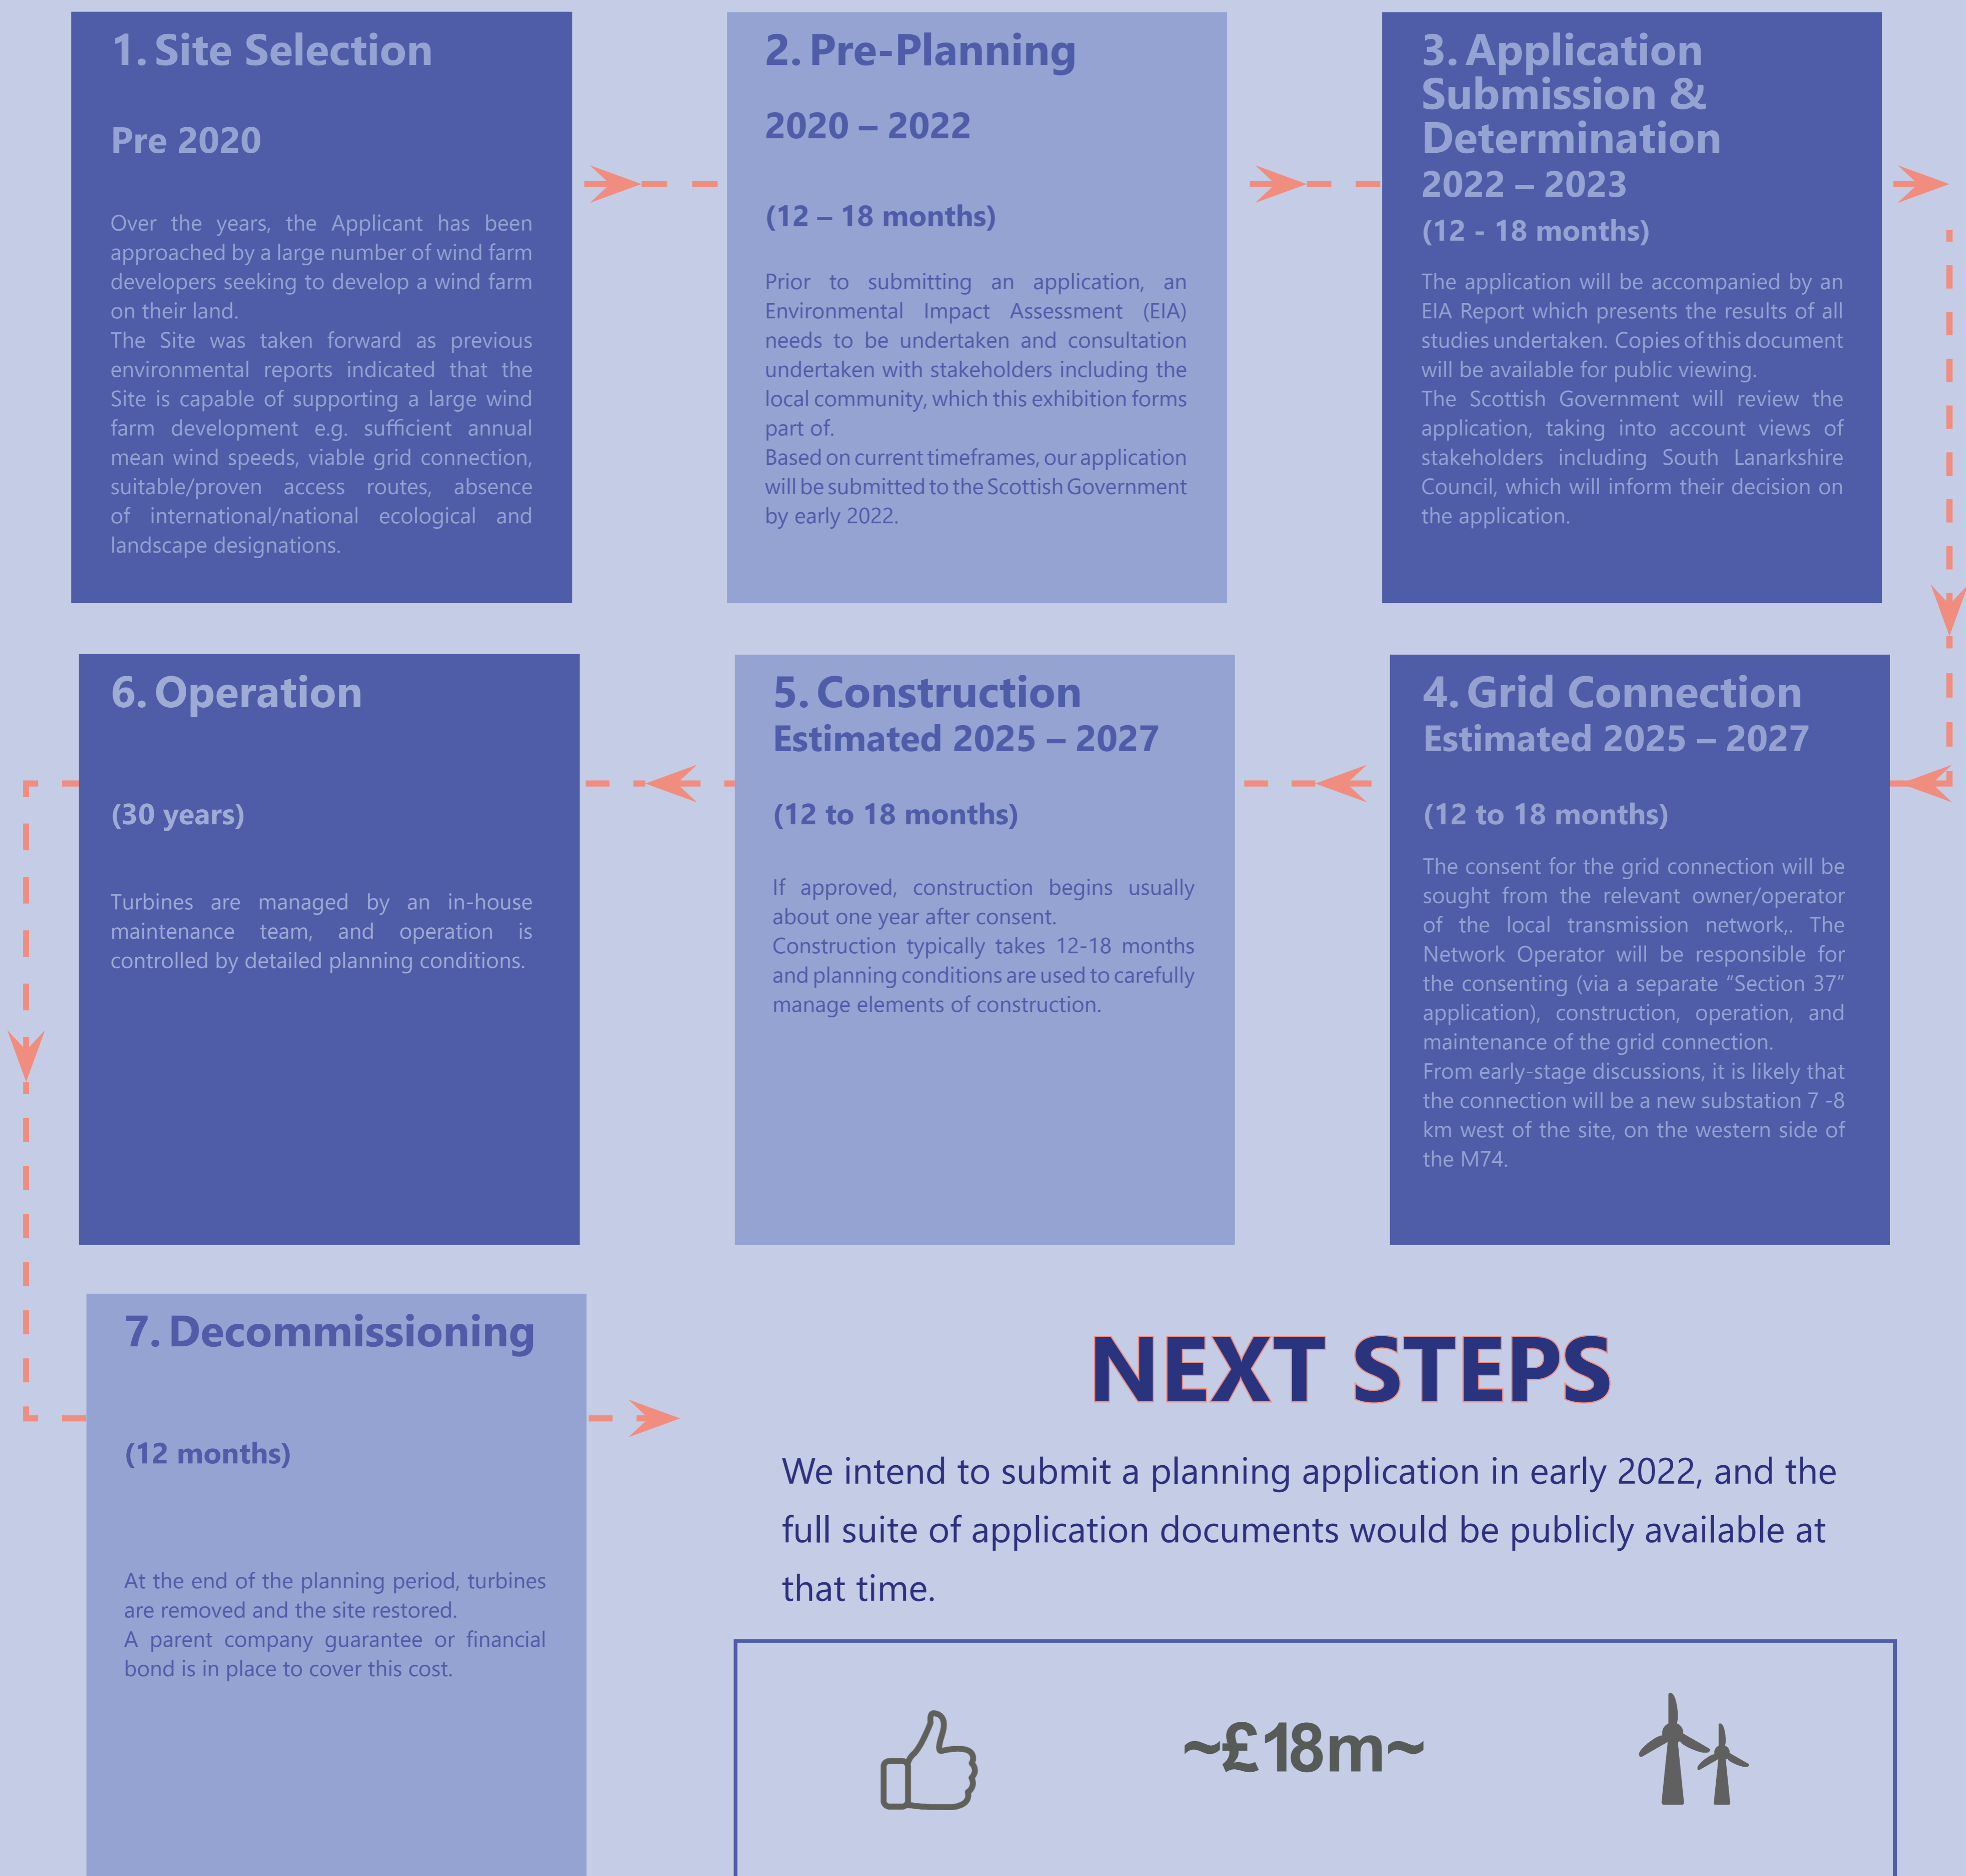 1. Site Selection
Pre 2020
Over the years, the Applicant has been
approached by a large number of wind farm
developers seeking to develop a wind farm
on their land.
The Site was taken forward as previous
environmental reports indicated that the
Site is capable of supporting a large wind
farm development e.g. sufficient annual
mean wind speeds, viable grid connection,
suitable/proven access routes, absence
of international/national ecological and
landscape designations.
2. Pre-Planning
2020 – 2022
(12 – 18 months)
Prior to submitting an application, an
Environmental Impact Assessment (EIA)
needs to be undertaken and consultation
undertaken with stakeholders including the
local community, which this exhibition forms
part of.
Based on current timeframes, our application
will be submitted to the Scottish Government
by early 2022.
3. Application
Submission &
Determination
2022 – 2023
(12 - 18 months)
The application will be accompanied by an
EIA Report which presents the results of all
studies undertaken. Copies of this document
will be available for public viewing.
The Scottish Government will review the
application, taking into account views of
stakeholders including South Lanarkshire
Council, which will inform their decision on
the application.
4. Grid Connection
Estimated 2025 – 2027
(12 to 18 months)
The consent for the grid connection will be
sought from the relevant owner/operator
of the local transmission network,. The
Network Operator will be responsible for
the consenting (via a separate “Section 37”
application), construction, operation, and
maintenance of the grid connection.
From early-stage discussions, it is likely that
the connection will be a new substation 7 -8
km west of the site, on the western side of
the M74.
5. Construction
Estimated 2025 – 2027
(12 to 18 months)
If approved, construction begins usually
about one year after consent.
Construction typically takes 12-18 months
and planning conditions are used to carefully
manage elements of construction.
6. Operation
(30 years)
Turbines are managed by an in-house
maintenance team, and operation is
controlled by detailed planning conditions.
7. Decommissioning
(12 months)
At the end of the planning period, turbines
are removed and the site restored.
A parent company guarantee or financial
bond is in place to cover this cost.
NEXT STEPS
We intend to submit a planning application in early 2022, and the
full suite of application documents would be publicly available at
that time.
~£18m~